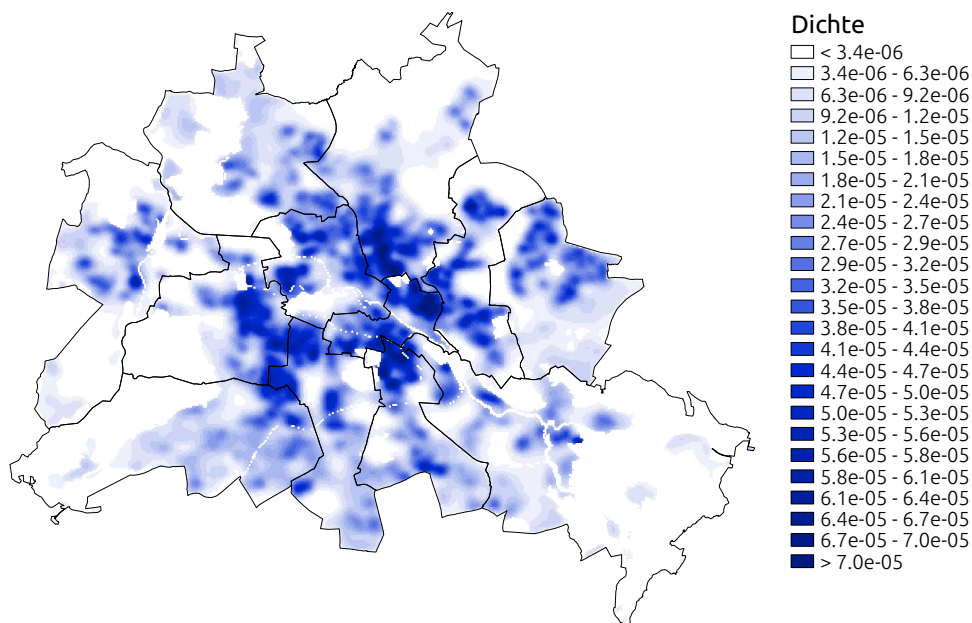 Dichte
< 3.4e-06
3.4e-06 - 6.3e-06
6.3e-06 - 9.2e-06
9.2e-06 - 1.2e-05
1.2e-05 - 1.5e-05
1.5e-05 - 1.8e-05
1.8e-05 - 2.1e-05
2.1e-05 - 2.4e-05
2.4e-05 - 2.7e-05
2.7e-05 - 2.9e-05
2.9e-05 - 3.2e-05
3.2e-05 - 3.5e-05
3.5e-05 - 3.8e-05
3.8e-05 - 4.1e-05
4.1e-05 - 4.4e-05
4.4e-05 - 4.7e-05
4.7e-05 - 5.0e-05
5.0e-05 - 5.3e-05
5.3e-05 - 5.6e-05
5.6e-05 - 5.8e-05
5.8e-05 - 6.1e-05
6.1e-05 - 6.4e-05
6.4e-05 - 6.7e-05
6.7e-05 - 7.0e-05
> 7.0e-05